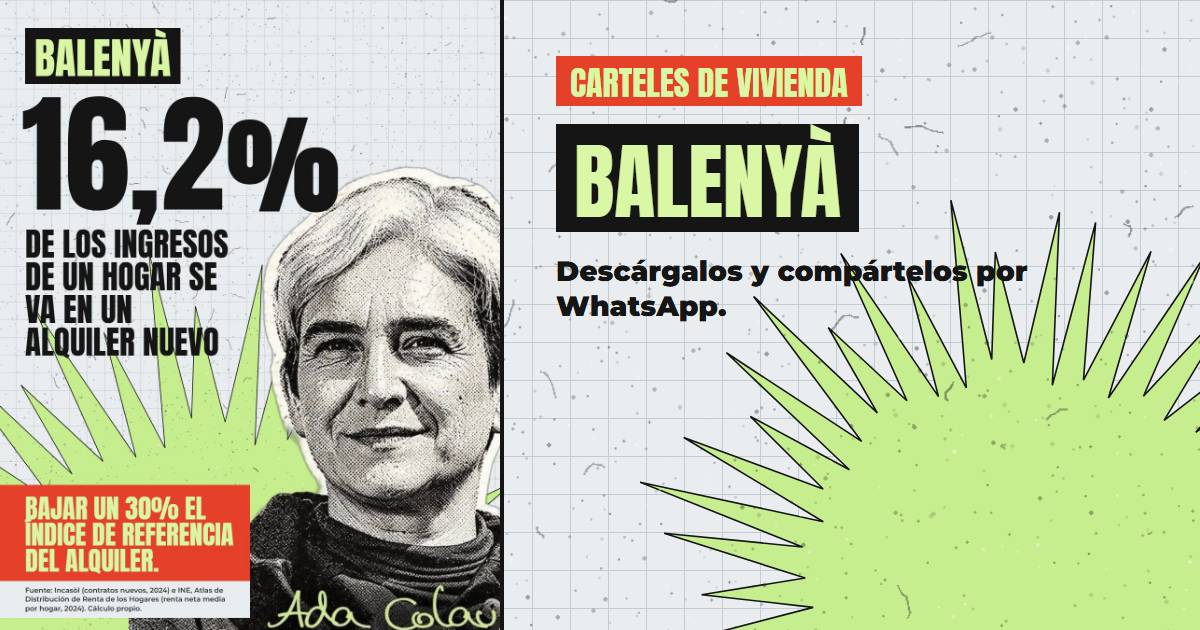 BALENYÀ
16,2%
DE LOS INGRESOS
DE UN HOGAR SE
VA EN UN
ALQUILER NUEVO
BAJAR UN 30% EL
ÍNDICE DE REFERENCIA
DEL ALQUILER.
Fuente: Incasòl (contratos nuevos, 2024) e INE, Atlas de
Distribución de Renta de los Hogares (renta neta media
por hogar, 2024). Cálculo propio.
Ada Colau
CARTELES DE VIVIENDA
BALENYÀ
Descárgalos y compártelos por
WhatsApp.